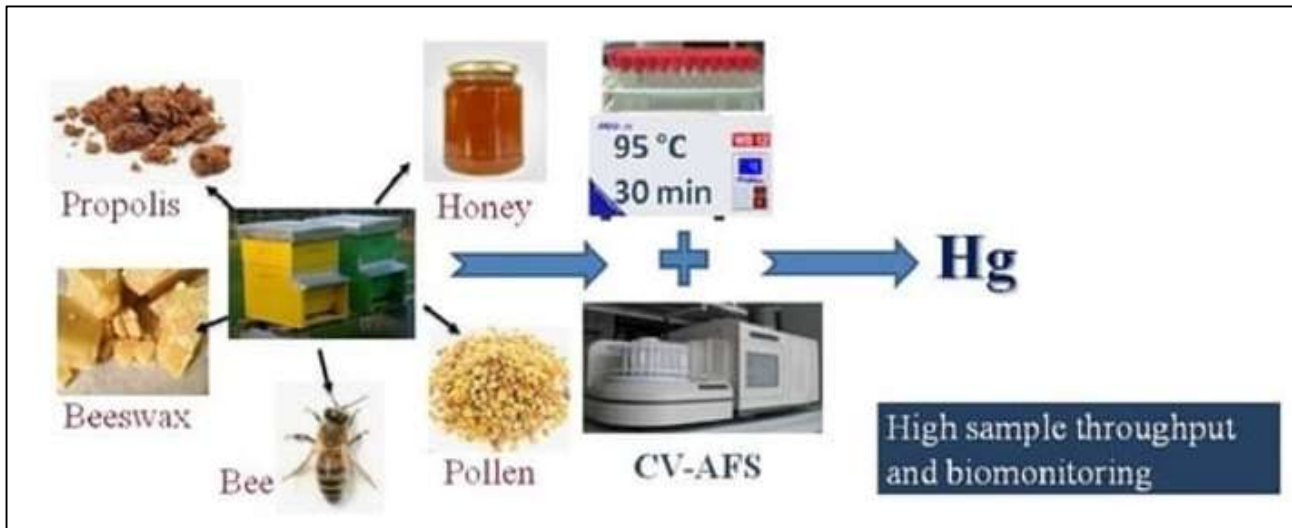 Propolis
Honey
95 °C
30 min
Hg
Beeswax
Bee
Pollen
CV-AFS
High sample throughput
and biomonitoring